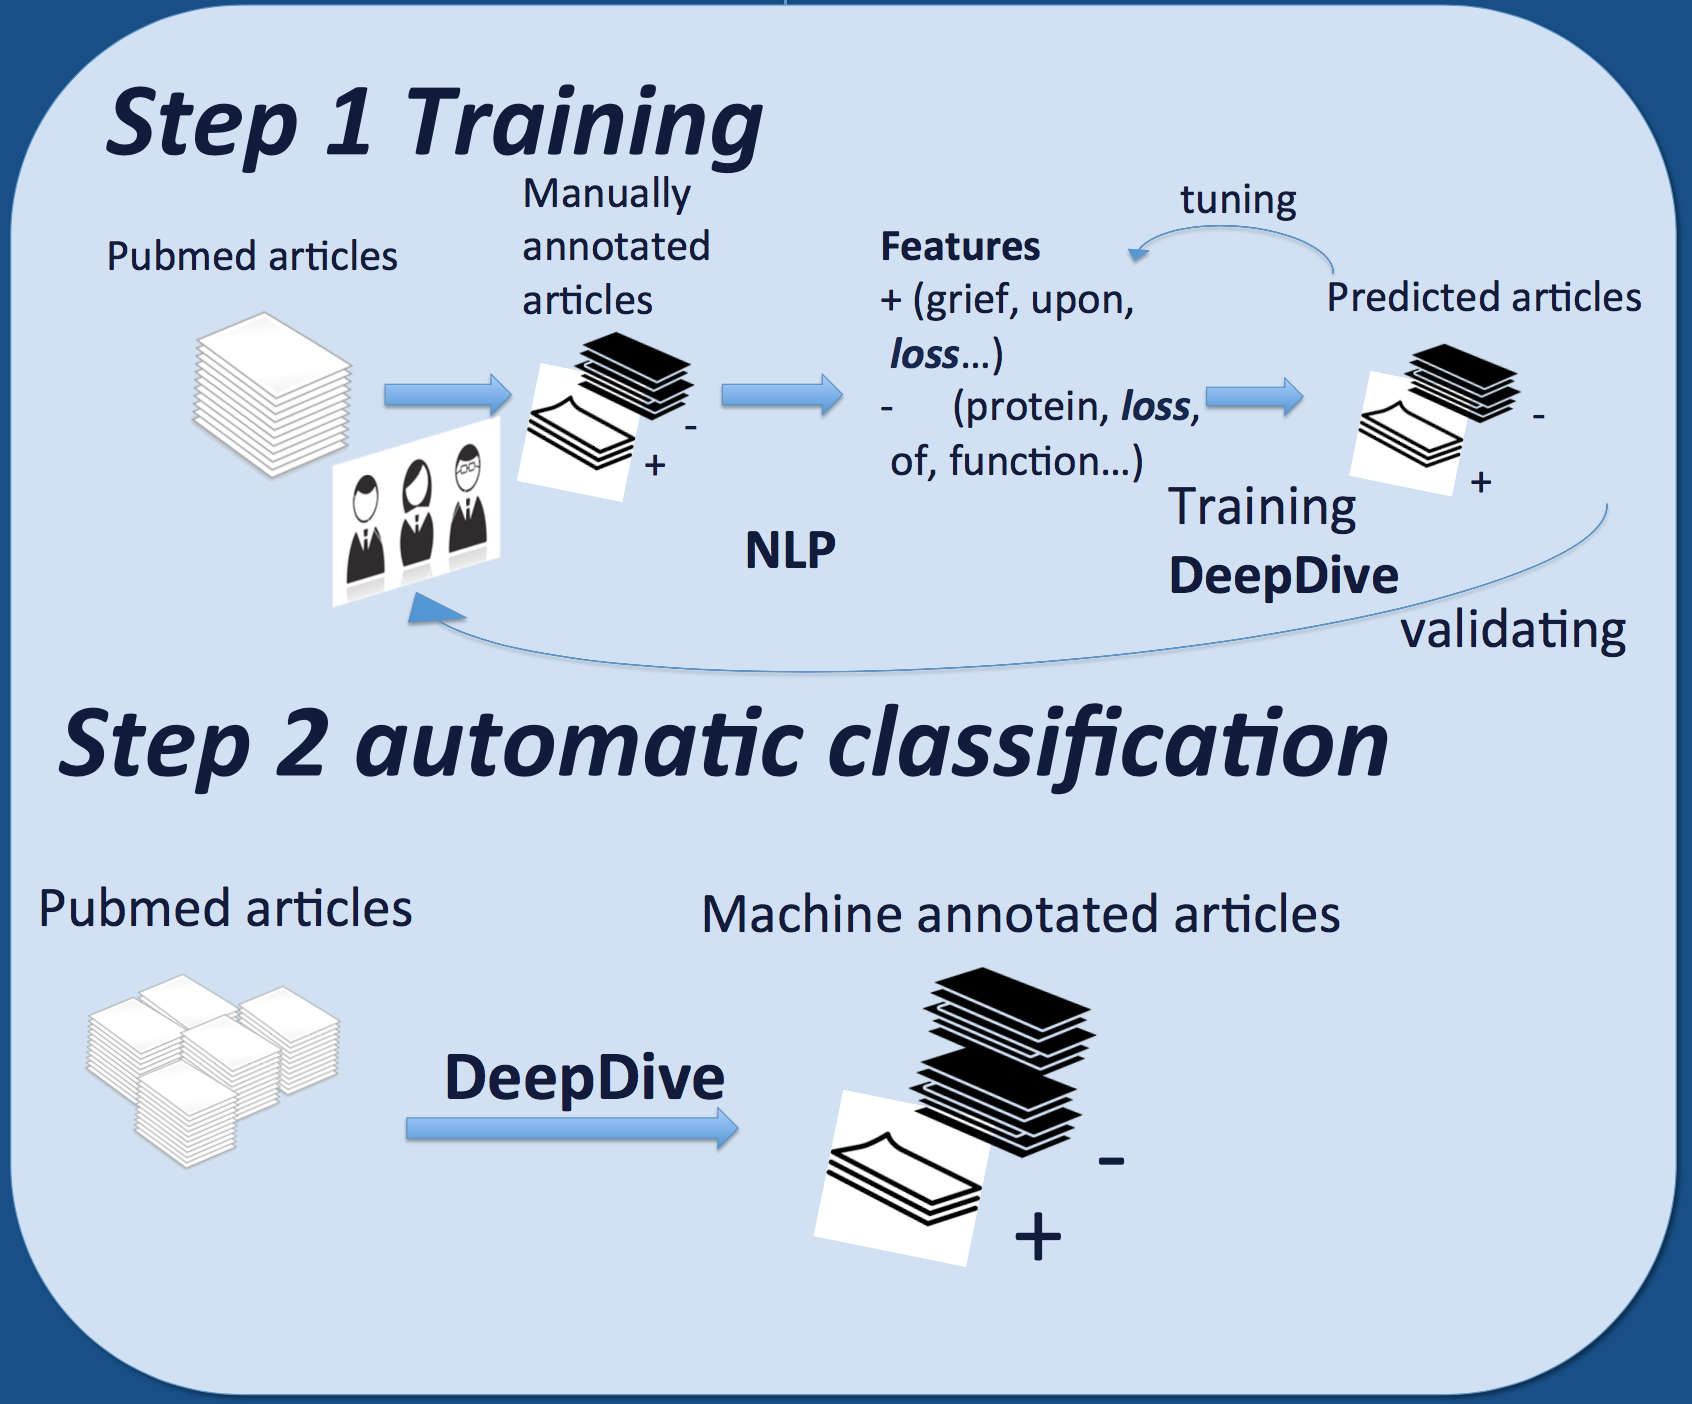 Step 1 Training
Pubmed articles
Manually
annotated
articles
-
+
NLP
Features
+ (grief, upon,
loss...)
- (protein, loss,
of, function...)
tuning
Predicted articles
-
+
Training
DeepDive
validating
Step 2 automatic classification
Pubmed articles
DeepDive
Machine annotated articles
-
+